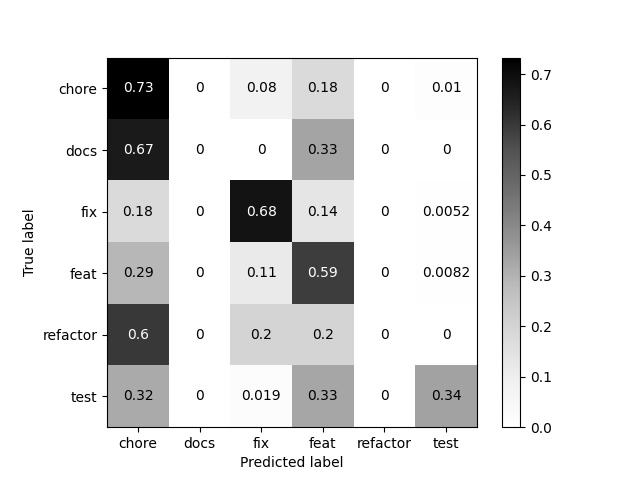 chore 0.73 0 0.08 0.18 0 0.01
docs 0.67 0 0 0.33 0 0
fix 0.18 0 0.68 0.14 0 0.0052
feat 0.29 0 0.11 0.59 0 0.0082
refactor 0.6 0 0.2 0.2 0 0
test 0.32 0 0.019 0.33 0 0.34
chore docs fix feat refactor test
Predicted label
True label
0.7
0.6
0.5
0.4
0.3
0.2
0.1
0.0